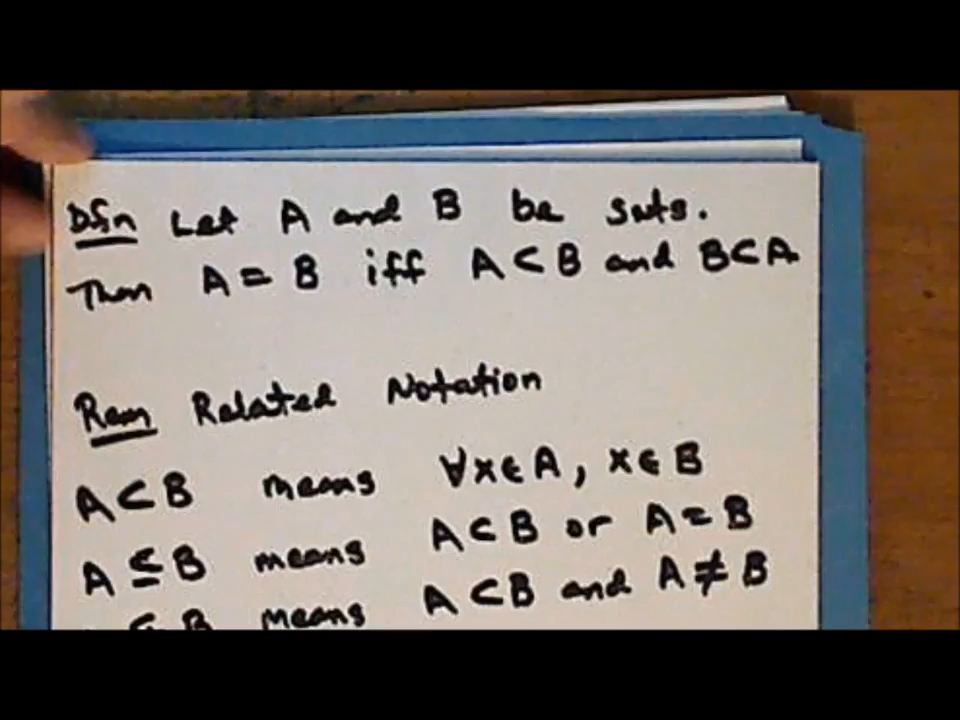 Dfn Let A and B be sets.
Then A = B iff A ⊂ B and B ⊂ A.
Rem Related Notation
A ⊂ B means ∀x∈A, x∈B
A ⊆ B means A ⊂ B or A = B
B means A ⊂ B and A ≠ B